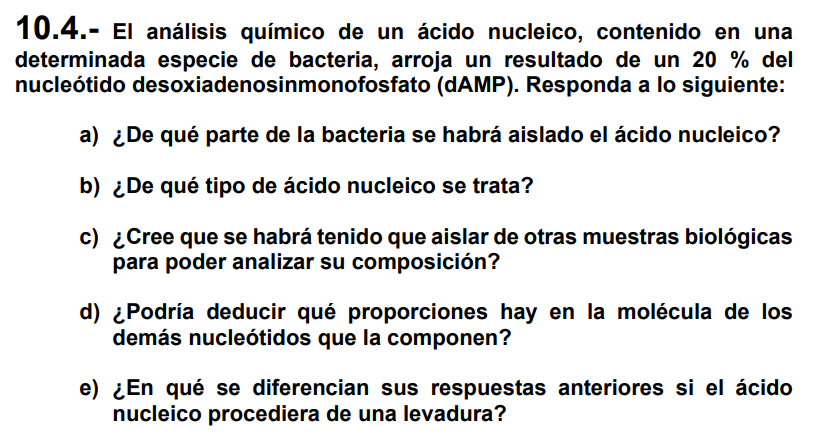 10.4.- El análisis químico de un ácido nucleico, contenido en una
determinada especie de bacteria, arroja un resultado de un 20 % del
nucleótido desoxiadenosinmonofosfato (dAMP). Responda a lo siguiente:
a) ¿De qué parte de la bacteria se habrá aislado el ácido nucleico?
b) ¿De qué tipo de ácido nucleico se trata?
c) ¿Cree que se habrá tenido que aislar de otras muestras biológicas
para poder analizar su composición?
d) ¿Podría deducir qué proporciones hay en la molécula de los
demás nucleótidos que la componen?
e) ¿En qué se diferencian sus respuestas anteriores si el ácido
nucleico procediera de una levadura?